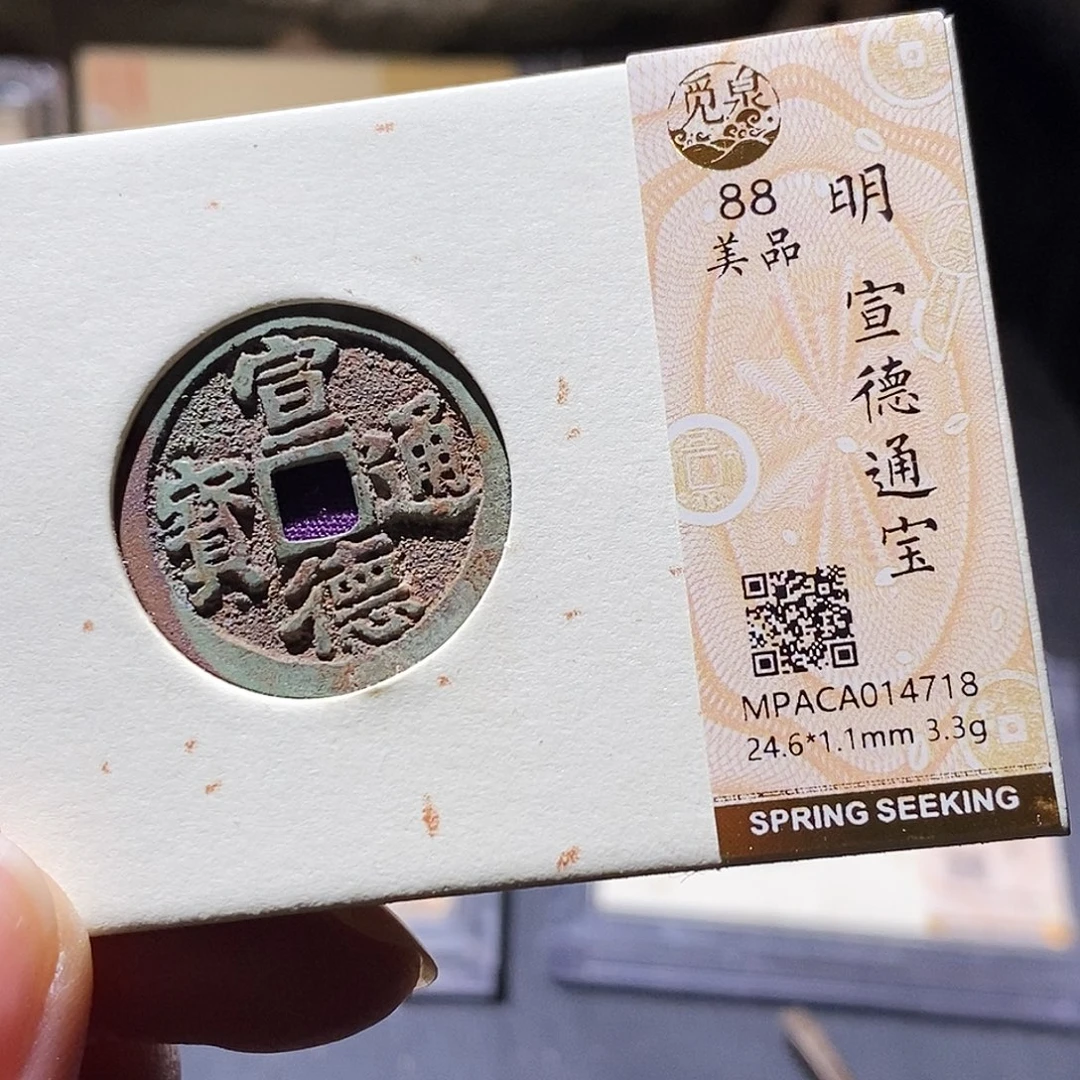 宣德通寶
觅泉
88
美品
明
宣德通宝
MPACA014718
24.6*1.1mm 3.3g
SPRING SEEKING